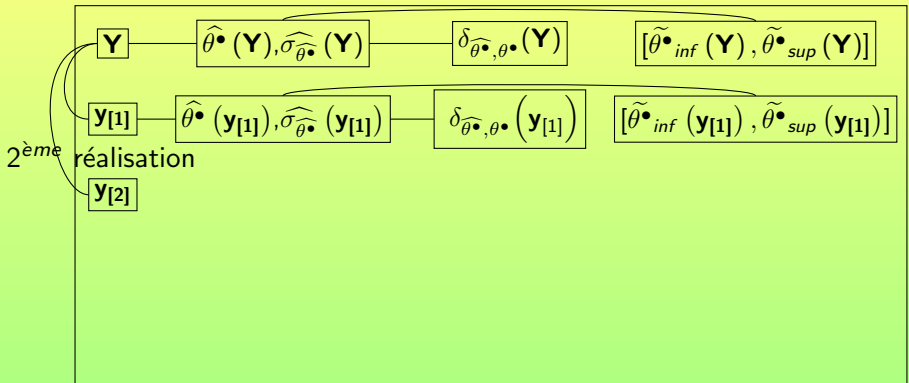 Y θ̂• (Y),σ̂_θ̂• (Y) δ_θ̂•,θ• (Y) [θ̃•_inf (Y) , θ̃•_sup (Y)]
y[1] θ̂• (y[1]),σ̂_θ̂• (y[1]) δ_θ̂•,θ• (y[1]) [θ̃•_inf (y[1]) , θ̃•_sup (y[1])]
2ème réalisation
y[2]